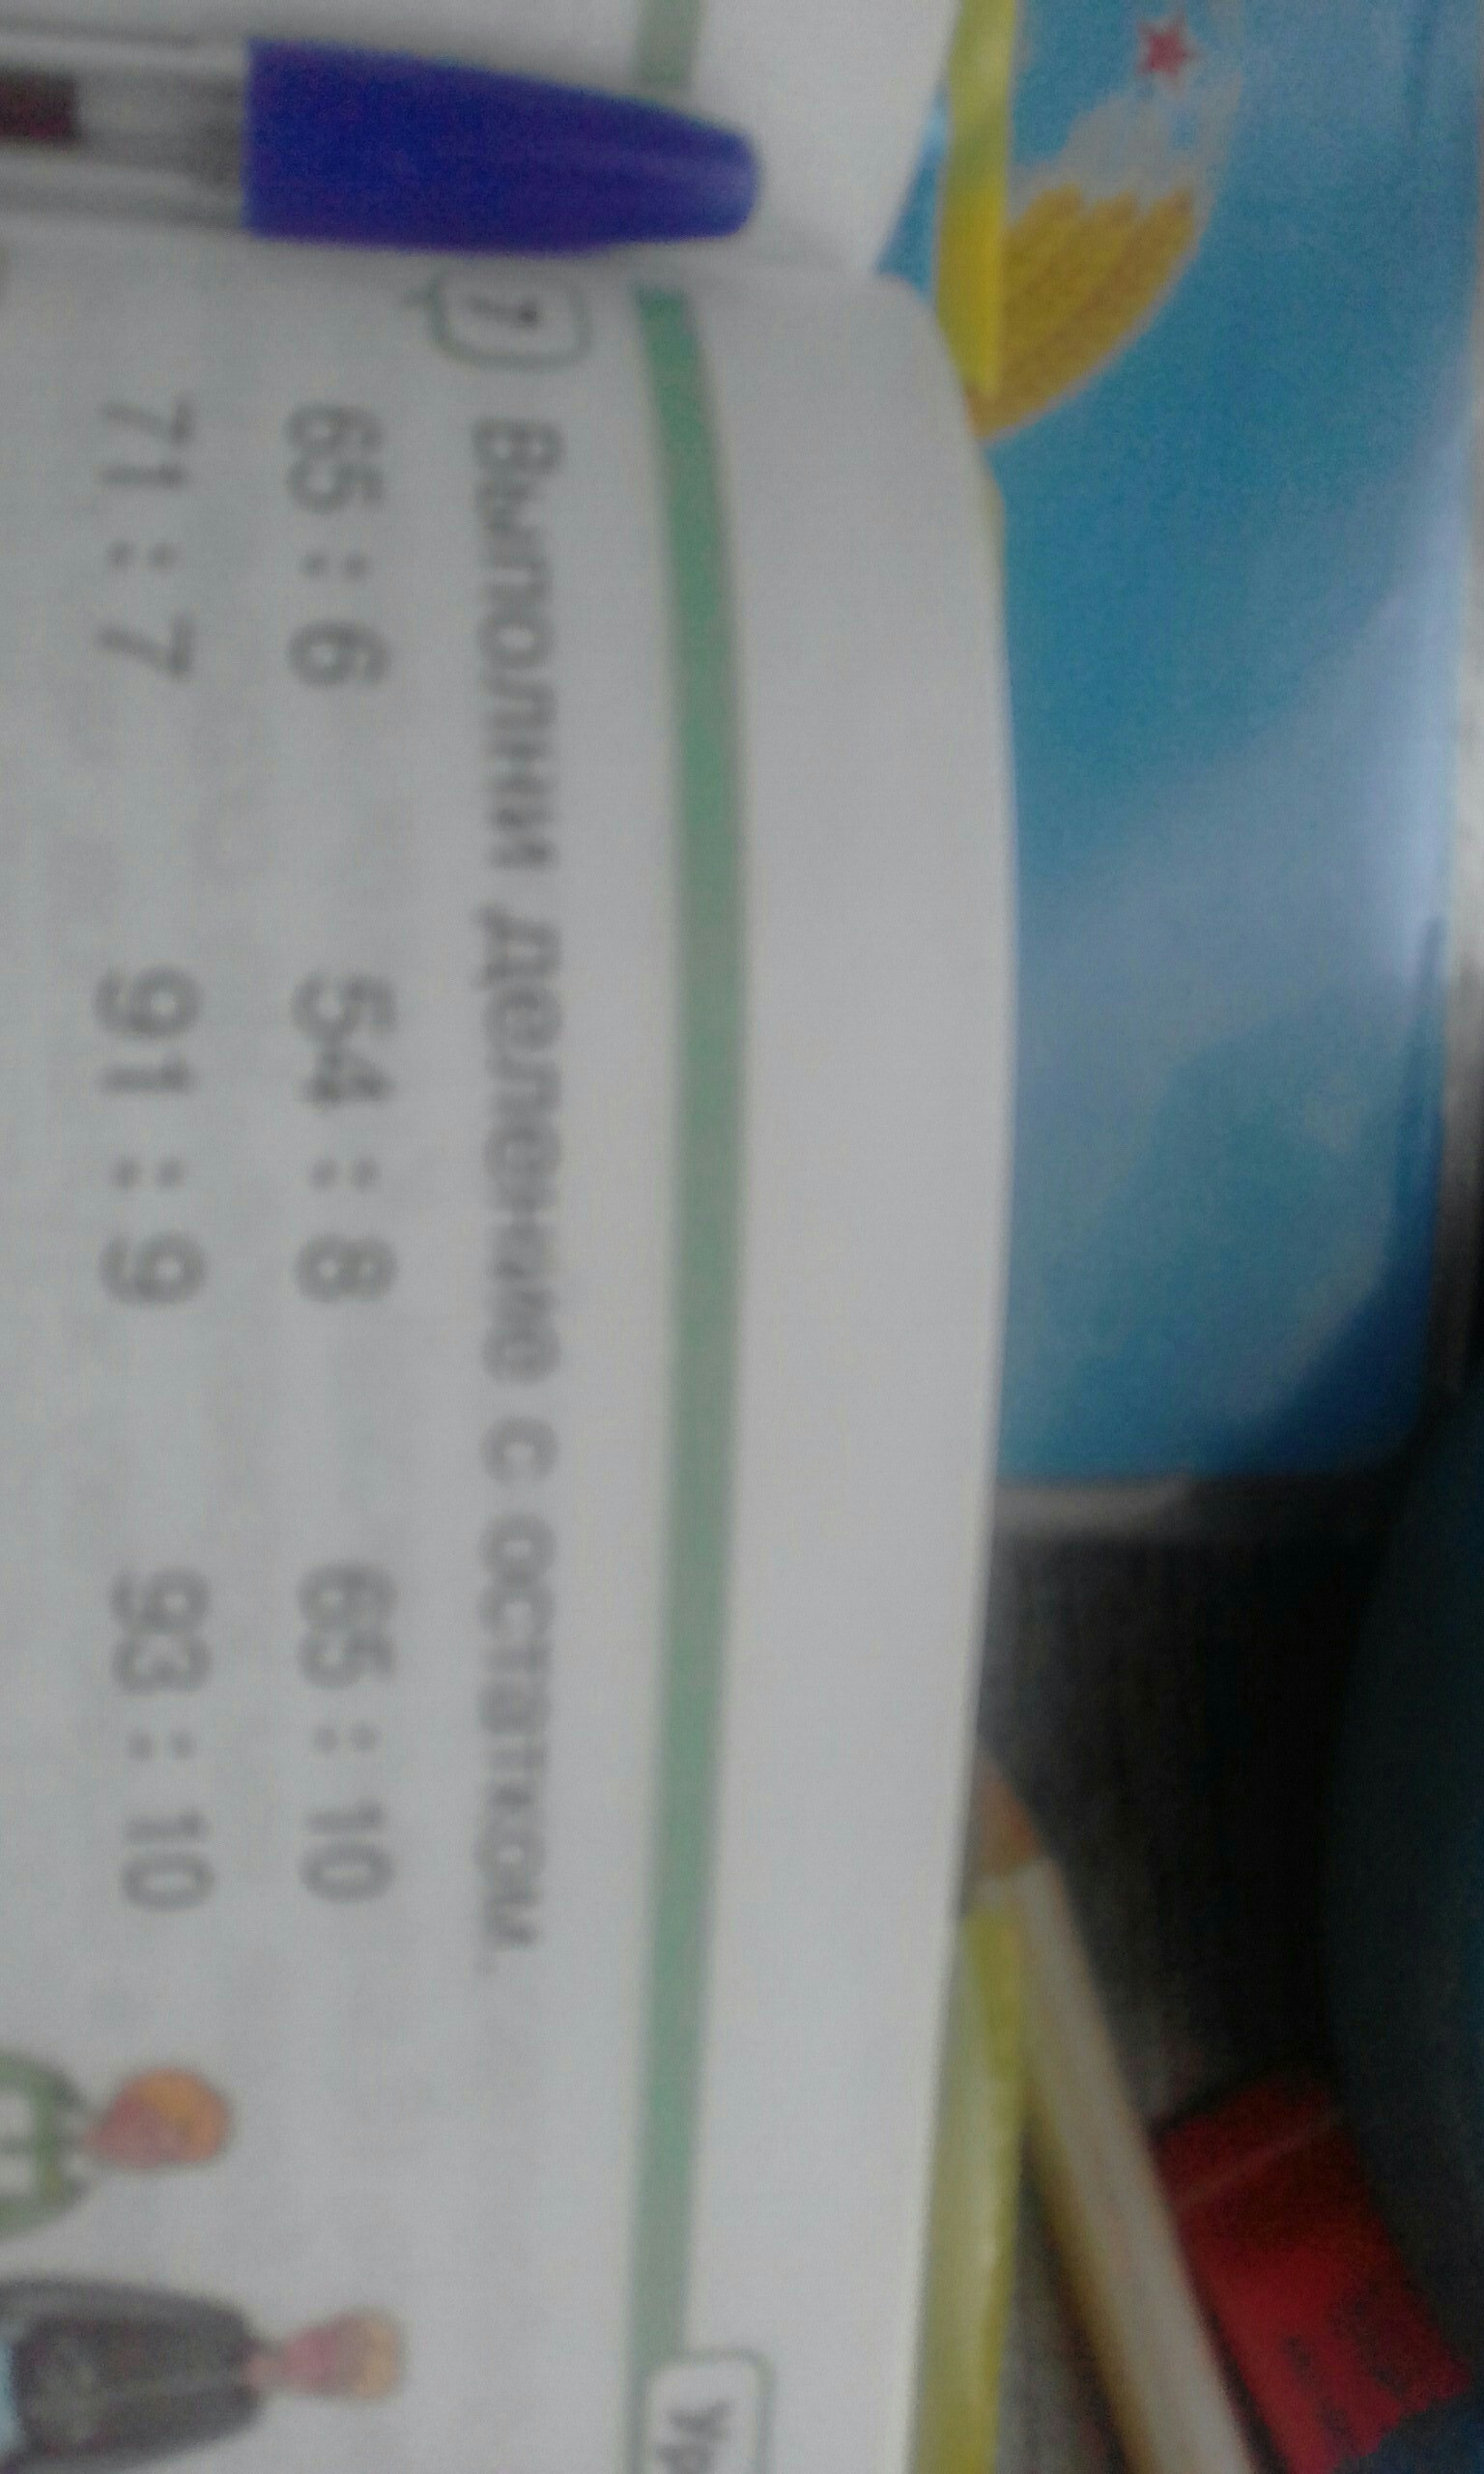 7 Выполни деление с остатком.
65 : 6 54 : 8 65 : 10
71 : 7 91 : 9 93 : 10